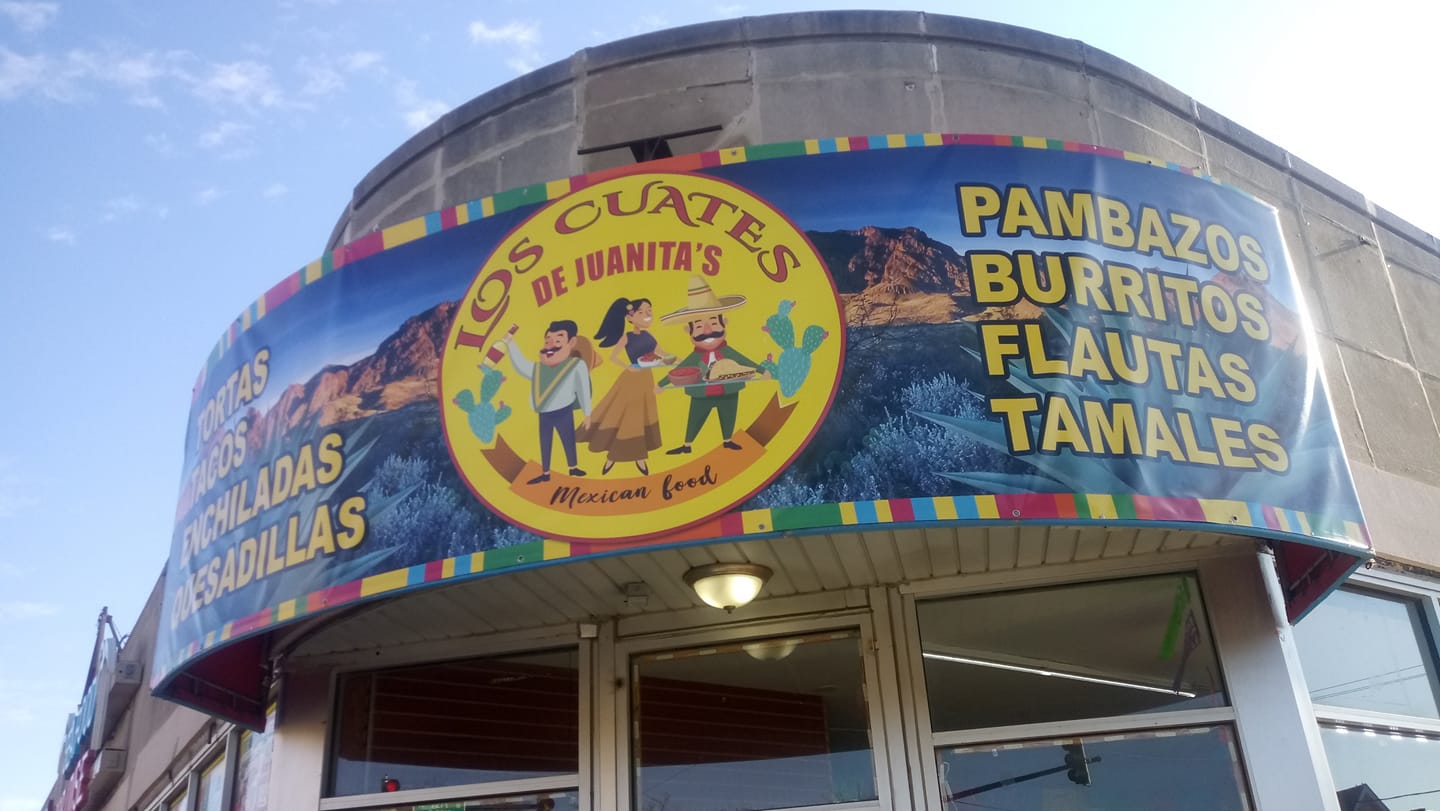 LOS CUATES
DE JUANITA'S
Mexican food
TORTAS
TACOS
ENCHILADAS
QUESADILLAS
PAMBAZOS
BURRITOS
FLAUTAS
TAMALES